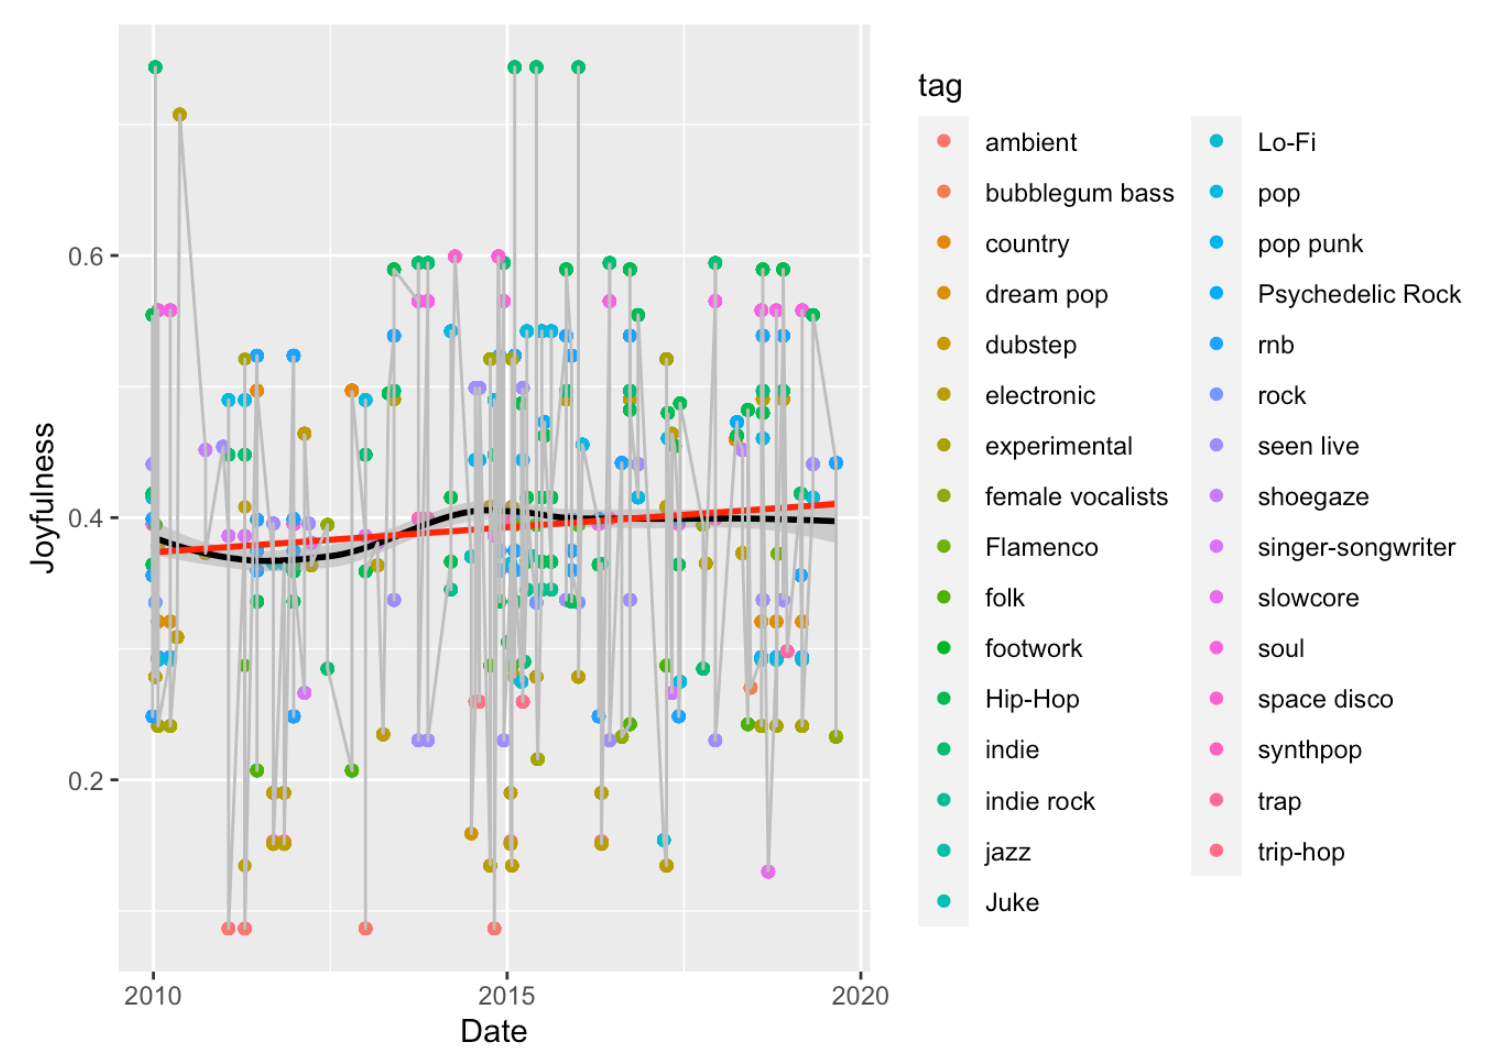 Joyfulness
0.6
0.4
0.2
2010
2015
2020
Date
tag
ambient
bubblegum bass
country
dream pop
dubstep
electronic
experimental
female vocalists
Flamenco
folk
footwork
Hip-Hop
indie
indie rock
jazz
Juke
Lo-Fi
pop
pop punk
Psychedelic Rock
rnb
rock
seen live
shoegaze
singer-songwriter
slowcore
soul
space disco
synthpop
trap
trip-hop